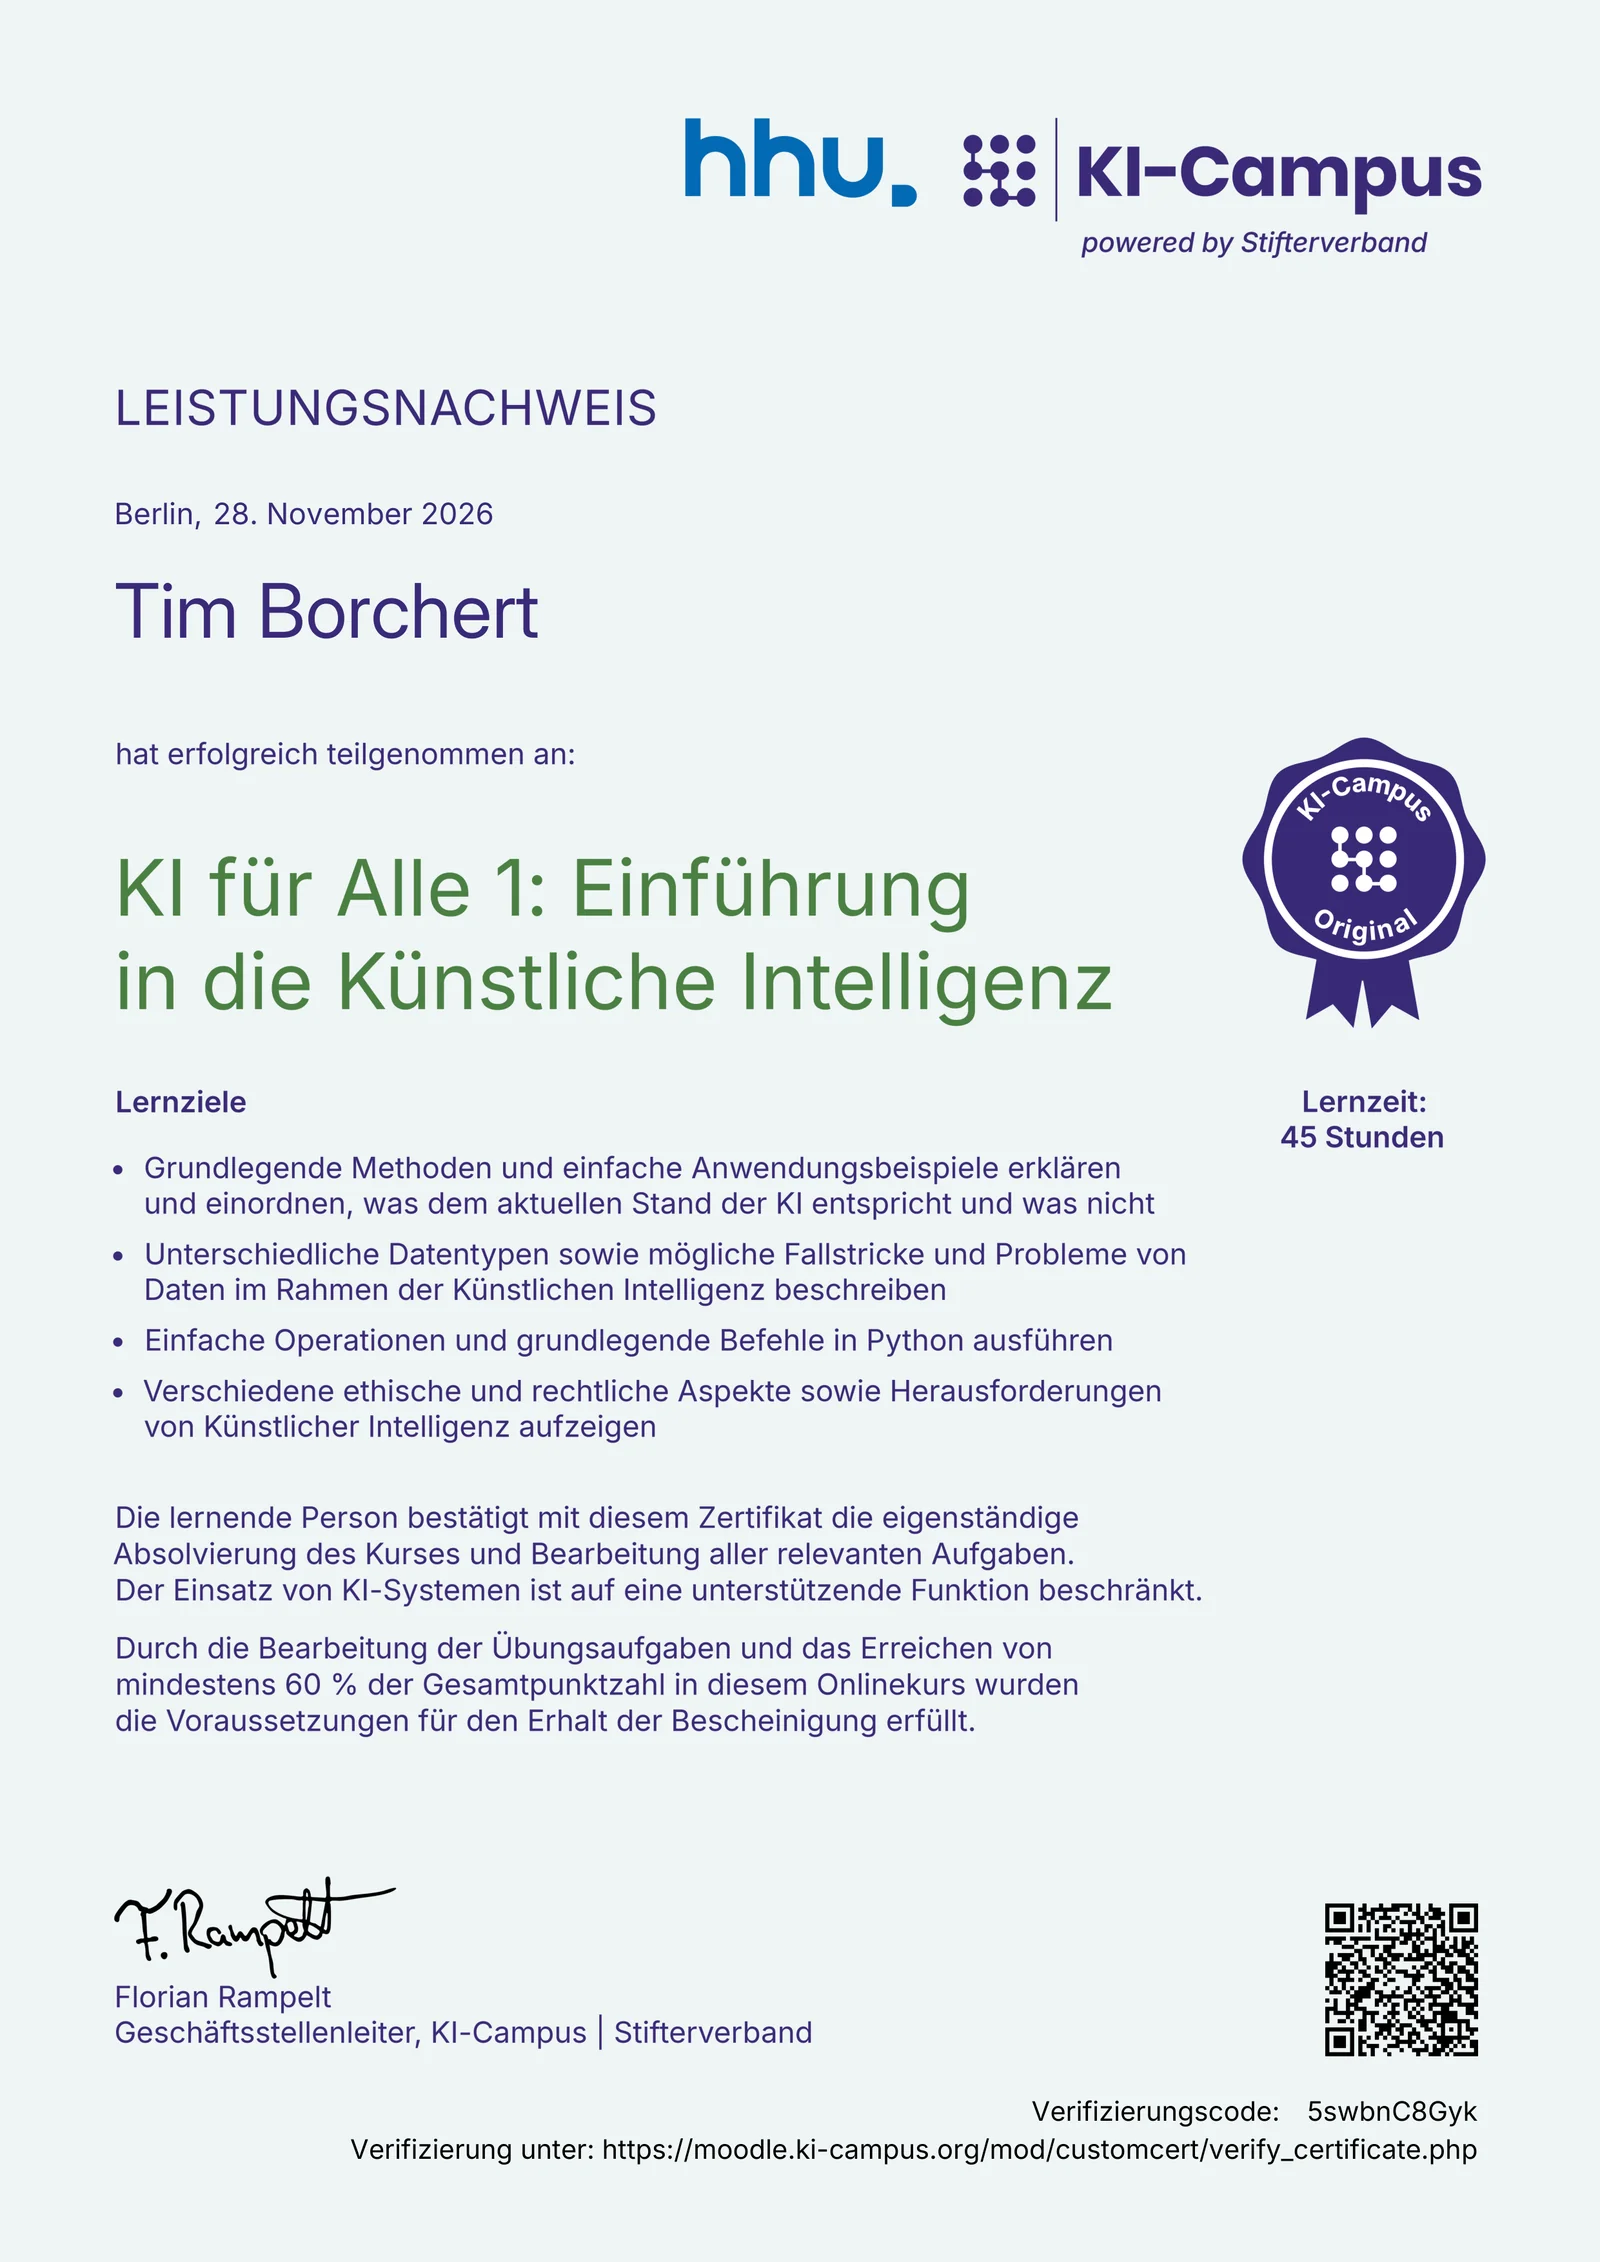 hhu.
KI-Campus
powered by Stifterverband
LEISTUNGSNACHWEIS
Berlin, 28. November 2026
Tim Borchert
hat erfolgreich teilgenommen an:
KI-Campus
Original
KI für Alle 1: Einführung
in die Künstliche Intelligenz
Lernziele
Lernzeit:
45 Stunden
• Grundlegende Methoden und einfache Anwendungsbeispiele erklären
und einordnen, was dem aktuellen Stand der KI entspricht und was nicht
• Unterschiedliche Datentypen sowie mögliche Fallstricke und Probleme von
Daten im Rahmen der Künstlichen Intelligenz beschreiben
• Einfache Operationen und grundlegende Befehle in Python ausführen
• Verschiedene ethische und rechtliche Aspekte sowie Herausforderungen
von Künstlicher Intelligenz aufzeigen
Die lernende Person bestätigt mit diesem Zertifikat die eigenständige
Absolvierung des Kurses und Bearbeitung aller relevanten Aufgaben.
Der Einsatz von KI-Systemen ist auf eine unterstützende Funktion beschränkt.
Durch die Bearbeitung der Übungsaufgaben und das Erreichen von
mindestens 60 % der Gesamtpunktzahl in diesem Onlinekurs wurden
die Voraussetzungen für den Erhalt der Bescheinigung erfüllt.
F. Rampelt
Florian Rampelt
Geschäftsstellenleiter, KI-Campus | Stifterverband
Verifizierungscode: 5swbnC8Gyk
Verifizierung unter: https://moodle.ki-campus.org/mod/customcert/verify_certificate.php